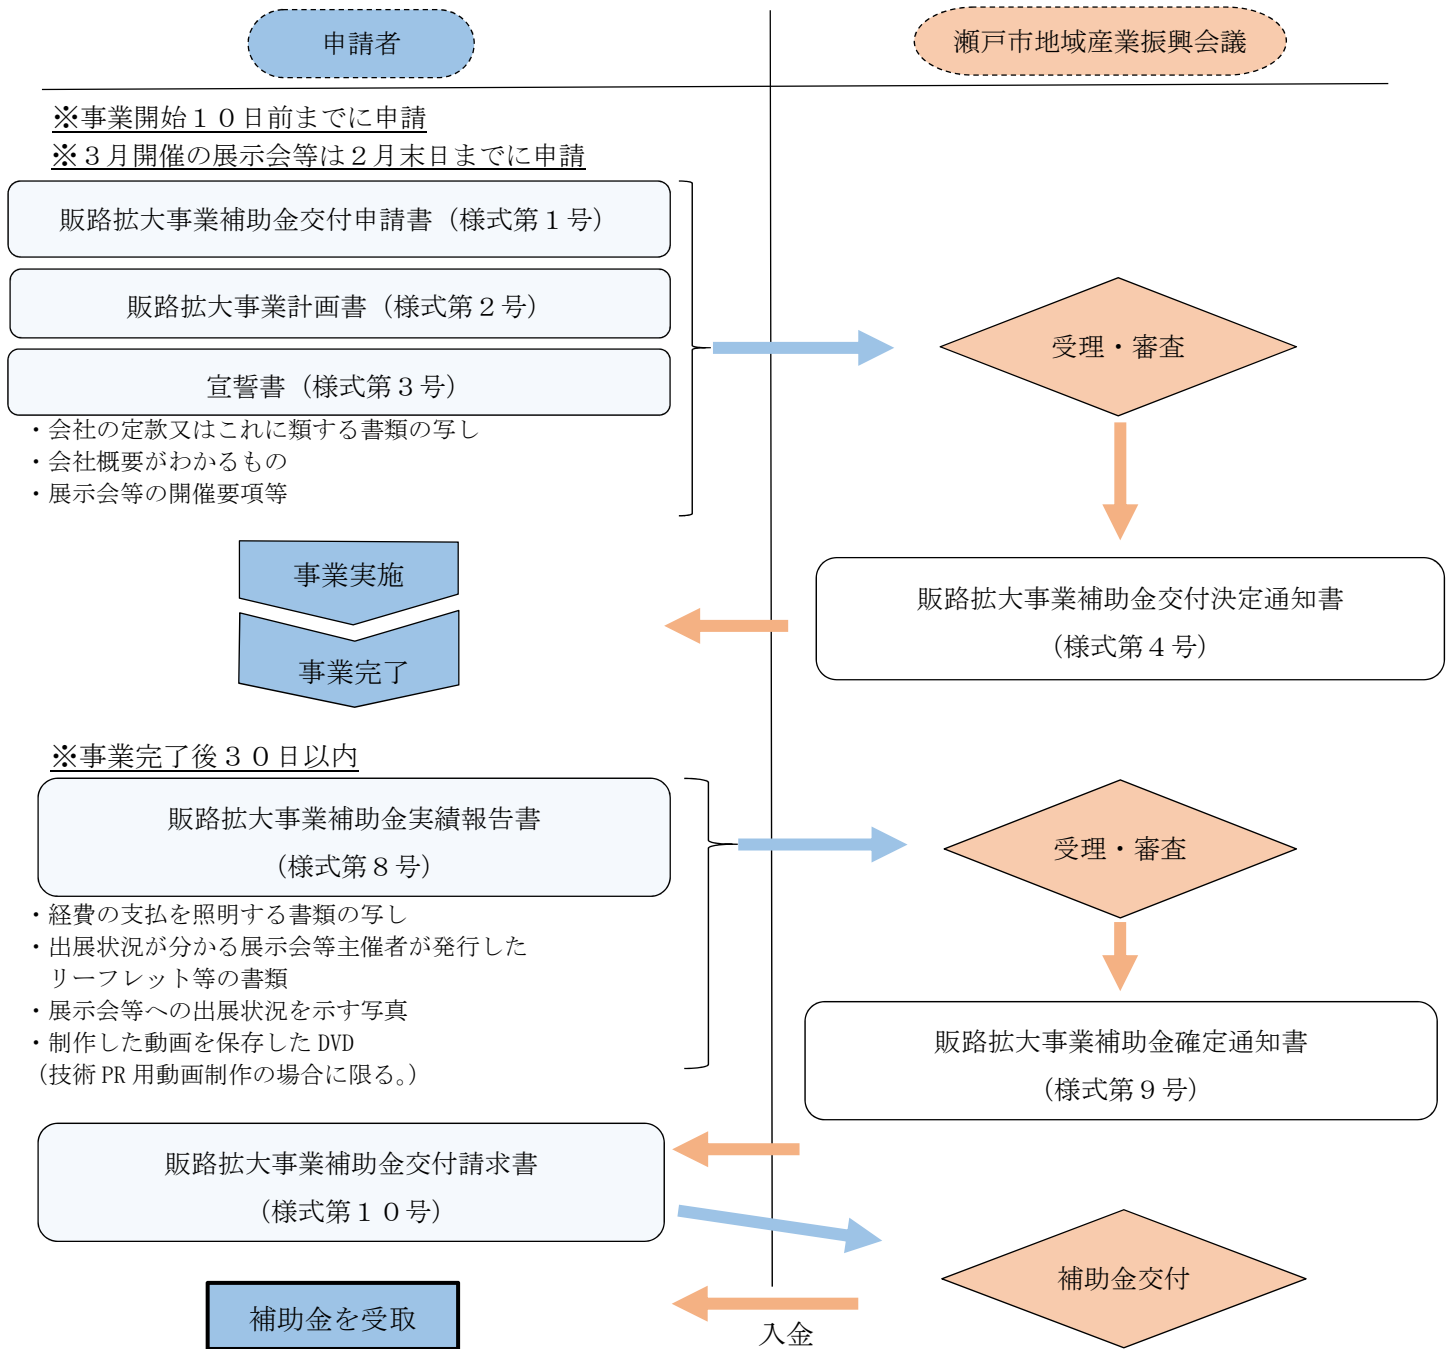 申請者
瀬戸市地域産業振興会議
※事業開始１０日前までに申請
※３月開催の展示会等は２月末日までに申請
販路拡大事業補助金交付申請書（様式第１号）
販路拡大事業計画書（様式第２号）
宣誓書（様式第３号）
・会社の定款又はこれに類する書類の写し
・会社概要がわかるもの
・展示会等の開催要項等
受理・審査
販路拡大事業補助金交付決定通知書
（様式第４号）
事業実施
事業完了
※事業完了後３０日以内
販路拡大事業補助金実績報告書
（様式第８号）
・経費の支払を照明する書類の写し
・出展状況が分かる展示会等主催者が発行した
リーフレット等の書類
・展示会等への出展状況を示す写真
・制作した動画を保存した DVD
（技術 PR 用動画制作の場合に限る。）
受理・審査
販路拡大事業補助金確定通知書
（様式第９号）
販路拡大事業補助金交付請求書
（様式第１０号）
補助金交付
入金
補助金を受取